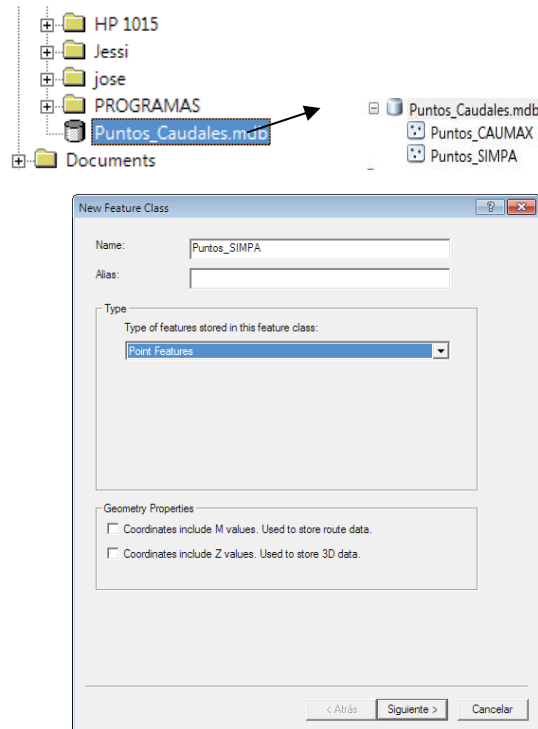 HP 1015
Jessi
jose
PROGRAMAS
Puntos_Caudales.mdb
Documents
Puntos_Caudales.mdb
Puntos_CAUMAX
Puntos_SIMPA
New Feature Class
Name:
Puntos_SIMPA
Alias:
Type
Type of features stored in this feature class:
Point Features
Geometry Properties
Coordinates include M values. Used to store route data.
Coordinates include Z values. Used to store 3D data.
< Atrás
Siguiente >
Cancelar